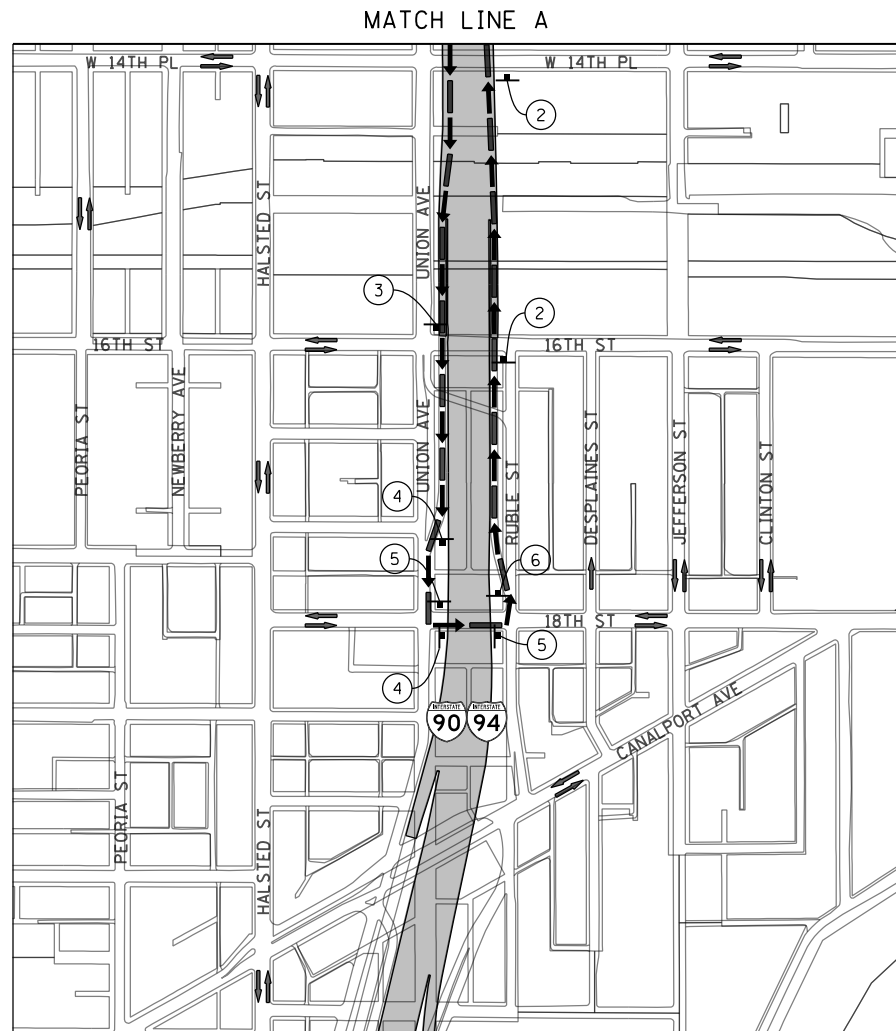 MATCH LINE A
W 14TH PL
W 14TH PL
2
HALSTED ST
UNION AVE
3
2
16TH ST
16TH ST
PEORIA ST
NEWBERRY AVE
UNION AVE
4
RUBLE ST
DESPLAINES ST
JEFFERSON ST
CLINTON ST
5
6
18TH ST
5
4
INTERSTATE
90
INTERSTATE
94
CANALPORT AVE
PEORIA ST
HALSTED ST